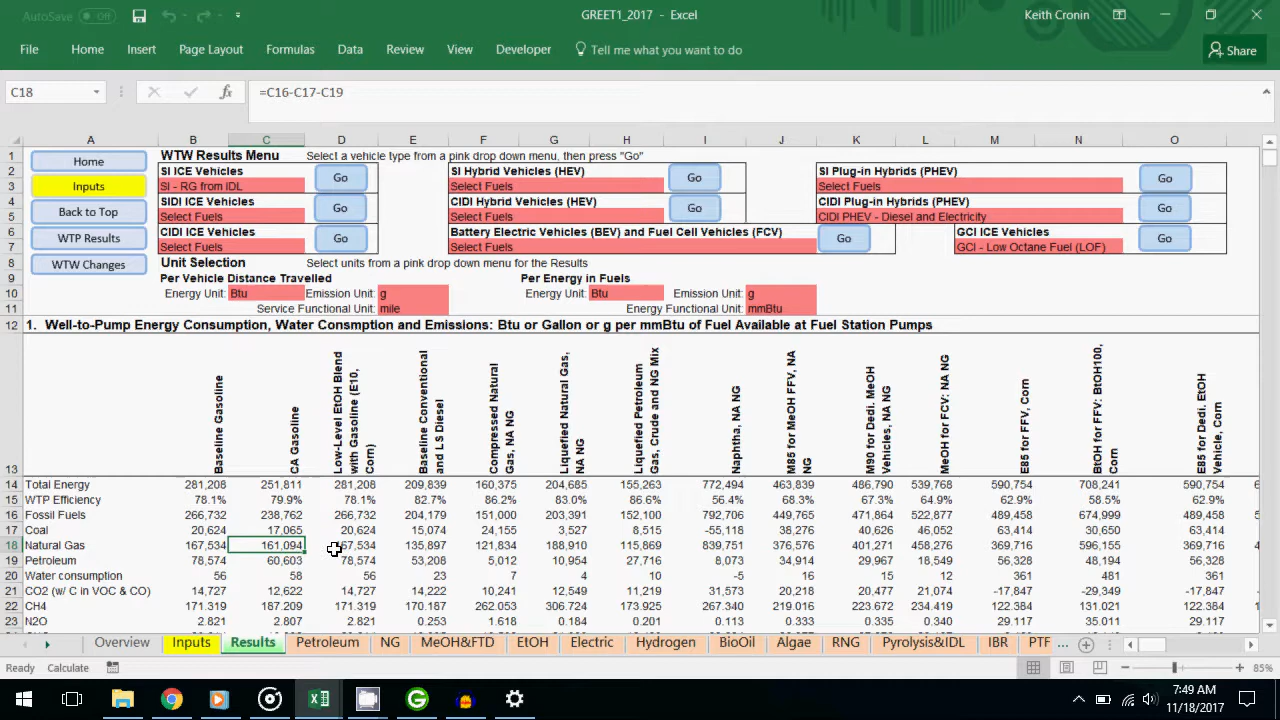 AutoSave Off
GREET1_2017 - Excel
Keith Cronin
File Home Insert Page Layout Formulas Data Review View Developer Tell me what you want to do Share
C18 fx =C16-C17-C19
A B C D E F G H I J K L M N O
1 WTW Results Menu Select a vehicle type from a pink drop down menu, then press "Go"
Home
Inputs
Back to Top
WTP Results
WTW Changes
2 SI ICE Vehicles Go SI Hybrid Vehicles (HEV) Go SI Plug-in Hybrids (PHEV) Go
3 SI - RG from IDL Select Fuels Select Fuels
4 SIDI ICE Vehicles Go CIDI Hybrid Vehicles (HEV) Go CIDI Plug-in Hybrids (PHEV) Go
5 Select Fuels Select Fuels CIDI PHEV - Diesel and Electricity
6 CIDI ICE Vehicles Go Battery Electric Vehicles (BEV) and Fuel Cell Vehicles (FCV) Go GCI ICE Vehicles Go
7 Select Fuels Select Fuels GCI - Low Octane Fuel (LOF)
8 Unit Selection Select units from a pink drop down menu for the Results
9 Per Vehicle Distance Travelled Per Energy in Fuels
10 Energy Unit: Btu Emission Unit: g Energy Unit: Btu Emission Unit: g
11 Service Functional Unit: mile Energy Functional Unit: mmBtu
12 1. Well-to-Pump Energy Consumption, Water Consmption and Emissions: Btu or Gallon or g per mmBtu of Fuel Available at Fuel Station Pumps
13
Baseline Gasoline
CA Gasoline
Low-Level EtOH Blend
with Gasoline (E10,
Corn)
Baseline Conventional
and LS Diesel
Compressed Natural
Gas, NA NG
Liquefied Natural Gas,
NA NG
Liquefied Petroleum
Gas, Crude and NG Mix
Naphtha, NA NG
M85 for MeOH FFV, NA
NG
M90 for Dedi. MeOH
Vehicles, NA NG
MeOH for FCV: NA NG
E85 for FFV, Corn
BtOH for FFV: BtOH100,
Corn
E85 for Dedi. EtOH
Vehicle, Corn
14 Total Energy 281,208 251,811 281,208 209,839 160,375 204,685 155,263 772,494 463,839 486,790 539,768 590,754 708,241 590,754
15 WTP Efficiency 78.1% 79.9% 78.1% 82.7% 86.2% 83.0% 86.6% 56.4% 68.3% 67.3% 64.9% 62.9% 58.5% 62.9%
16 Fossil Fuels 266,732 238,762 266,732 204,179 151,000 203,391 152,100 792,706 449,765 471,864 522,877 489,458 674,999 489,458
17 Coal 20,624 17,065 20,624 15,074 24,155 3,527 8,515 -55,118 38,276 40,626 46,052 63,414 30,650 63,414
18 Natural Gas 167,534 161,094 57,534 135,897 121,834 188,910 115,869 839,751 376,576 401,271 458,276 369,716 596,155 369,716
19 Petroleum 78,574 60,603 78,574 53,208 5,012 10,954 27,716 8,073 34,914 29,967 18,549 56,328 48,194 56,328
20 Water consumption 56 58 56 23 7 4 10 -5 16 15 12 361 481 361
21 CO2 (w/ C in VOC & CO) 14,727 12,622 14,727 14,222 10,241 12,549 11,219 31,772 19,718 20,699 22,762 -17,847 -29,349 -17,847
22 CH4 171.319 187.209 171.319 170.187 262.053 306.724 173.925 267.340 219.016 223.672 234.419 122.384 131.021 122.384
23 N2O 2.821 2.807 2.821 0.618 0.184 0.201 0.113 0.333 0.335 0.340 29.117 35.011 29.117
Overview Inputs Results Petroleum NG MeOH&FTD EtOH Electric Hydrogen BioOil Algae RNG Pyrolysis&IDL IBR PTF ...
Ready Calculate 85%
7:49 AM
11/18/2017